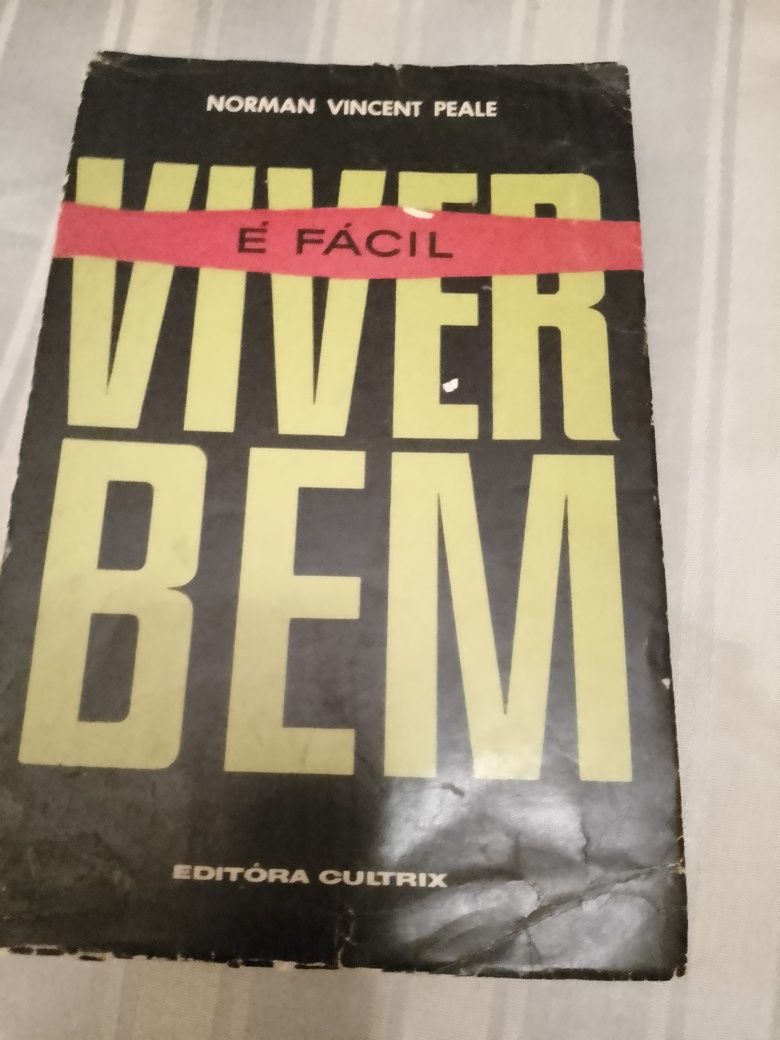 NORMAN VINCENT PEALE
VIVER
É FÁCIL
BEM
EDITÔRA CULTRIX